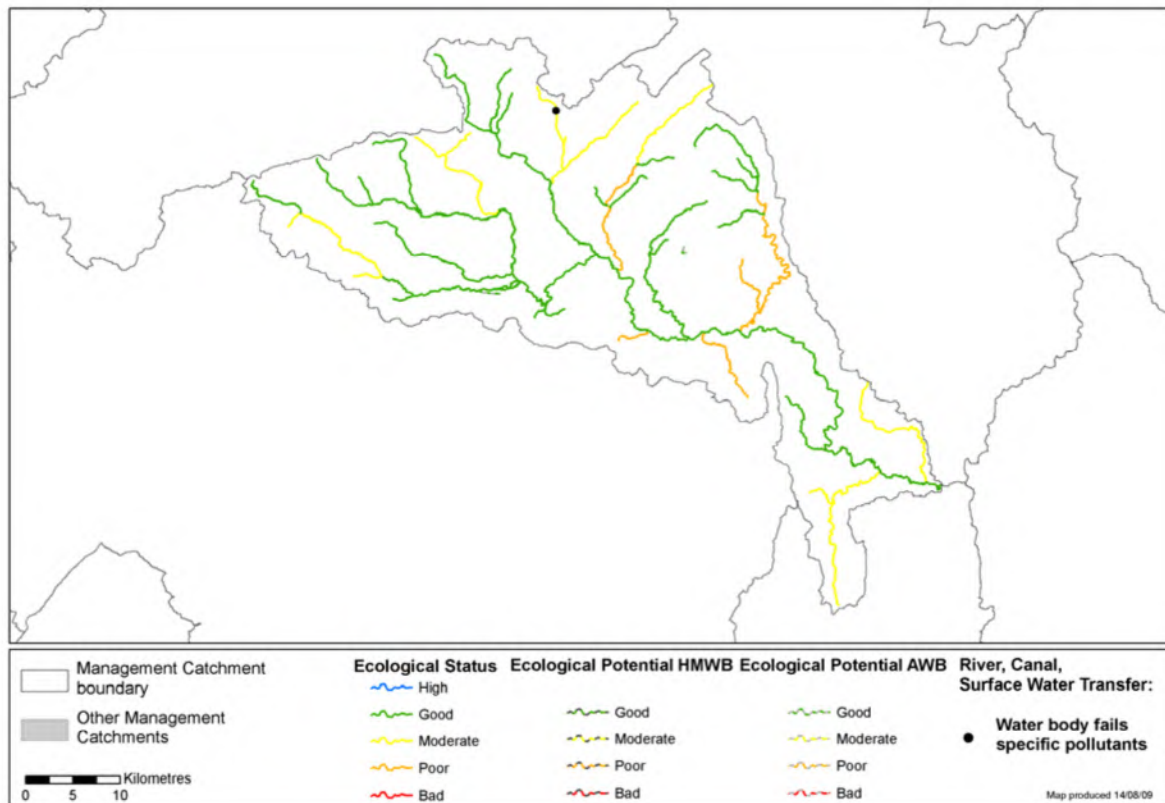 Management Catchment
boundary
Other Management
Catchments
Kilometres
0 5 10
Ecological Status
High
Good
Moderate
Poor
Bad
Ecological Potential HMWB
Good
Moderate
Poor
Bad
Ecological Potential AWB
Good
Moderate
Poor
Bad
River, Canal,
Surface Water Transfer:
Water body fails
specific pollutants
Map produced 14/08/09